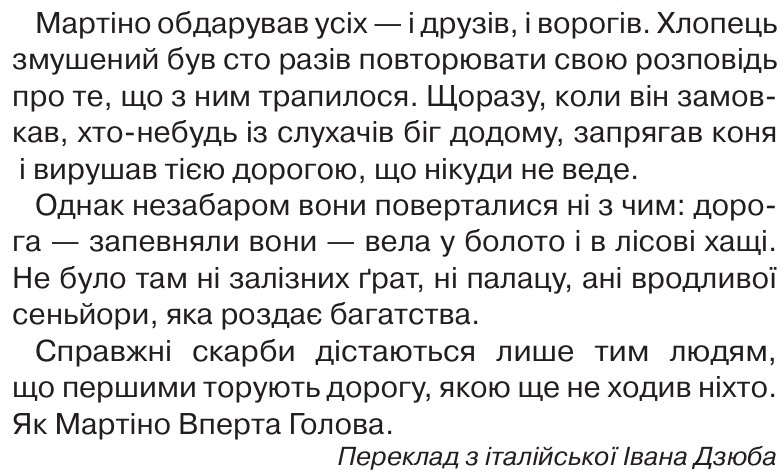 Мартіно обдарував усіх — і друзів, і ворогів. Хлопець
змушений був сто разів повторювати свою розповідь
про те, що з ним трапилося. Щоразу, коли він замов-
кав, хто-небудь із слухачів біг додому, запрягав коня
і вирушав тією дорогою, що нікуди не веде.
Однак незабаром вони поверталися ні з чим: доро-
га — запевняли вони — вела у болото і в лісові хащі.
Не було там ні залізних ґрат, ні палацу, ані вродливої
сеньйори, яка роздає багатства.
Справжні скарби дістаються лише тим людям,
що першими торують дорогу, якою ще не ходив ніхто.
Як Мартіно Вперта Голова.
Переклад з італійської Івана Дзюба